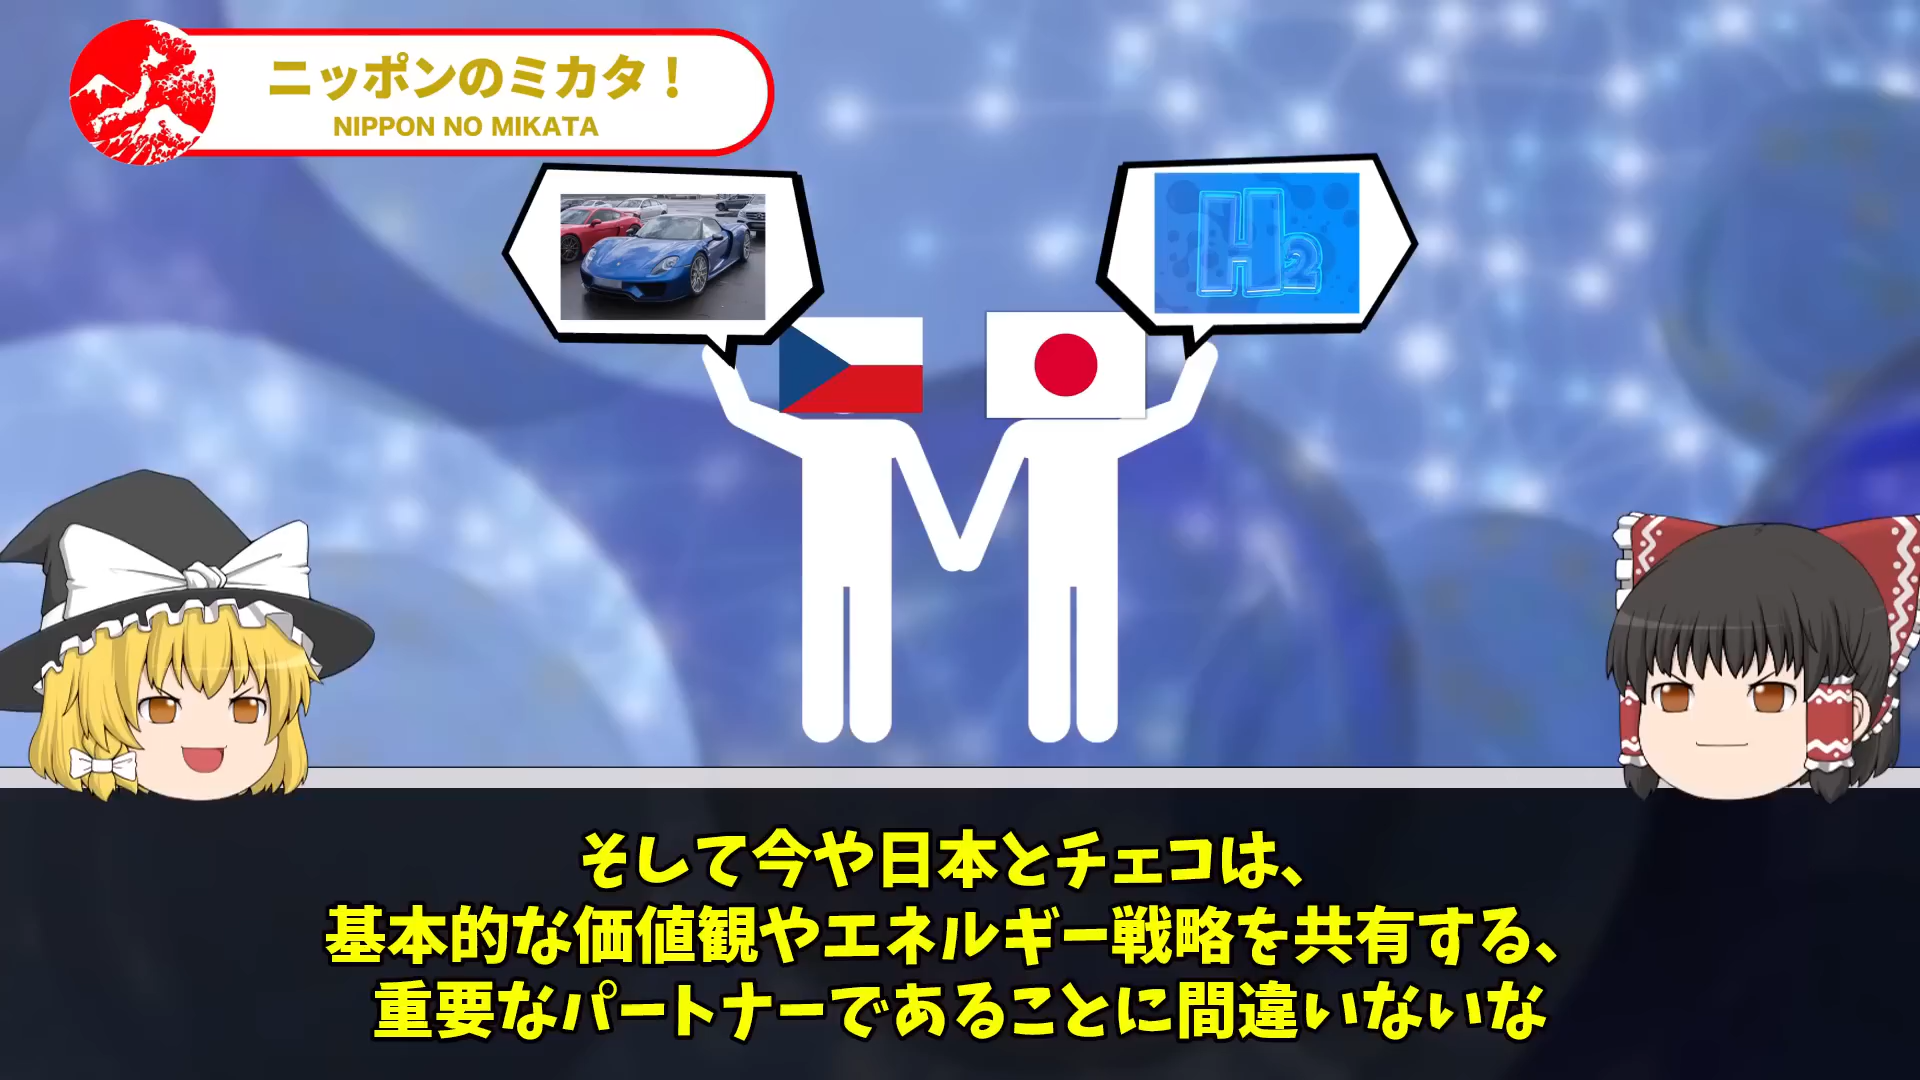 ニッポンのミカタ！
NIPPON NO MIKATA
H2
そして今や日本とチェコは、
基本的な価値観やエネルギー戦略を共有する、
重要なパートナーであることに間違いないな